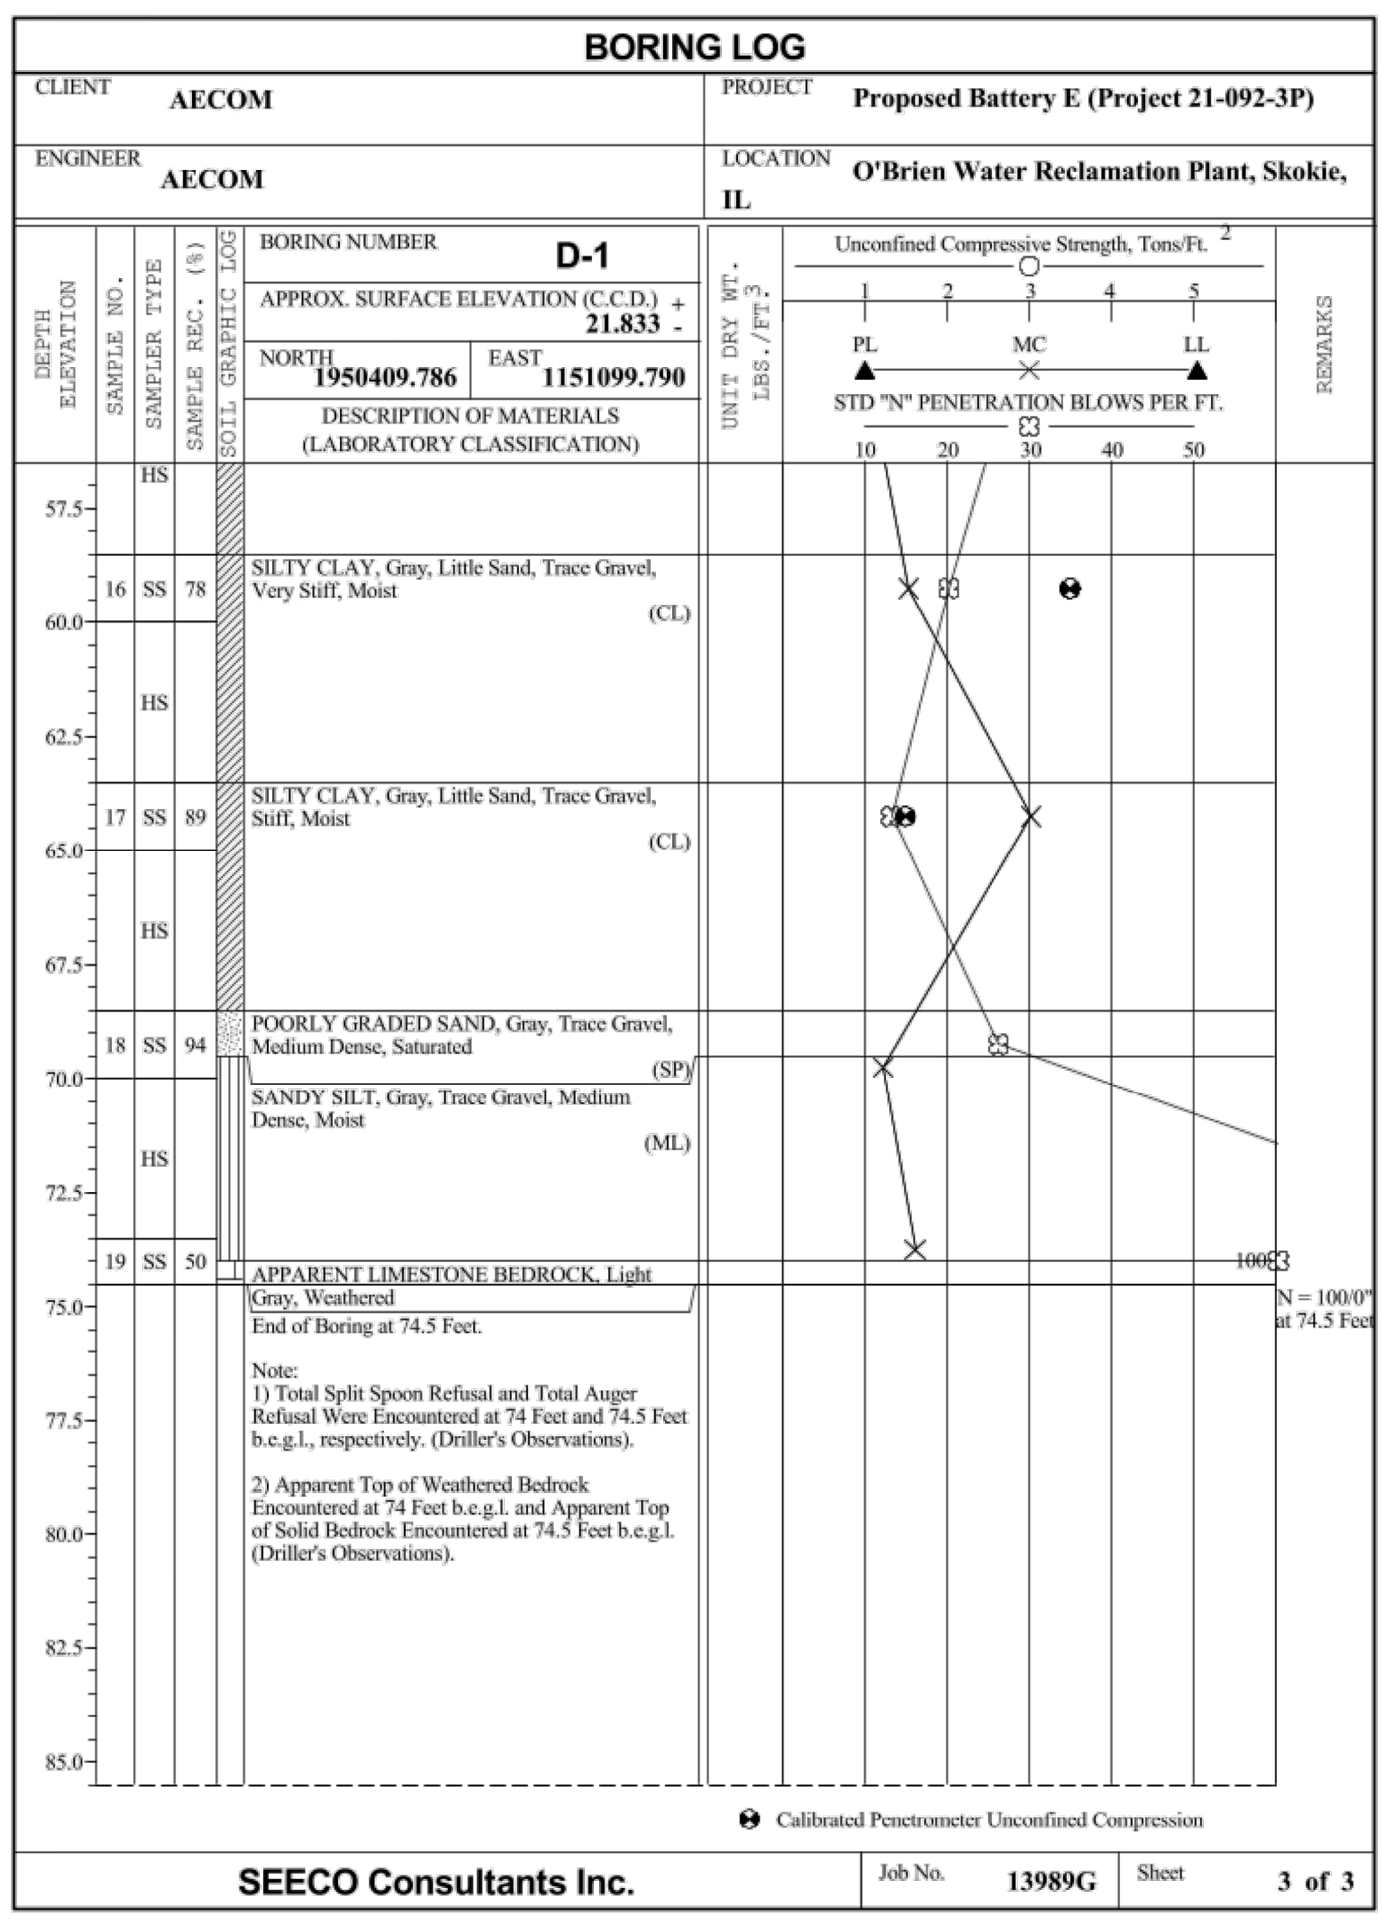 BORING LOG
CLIENT AECOM
PROJECT Proposed Battery E (Project 21-092-3P)
ENGINEER AECOM
LOCATION O'Brien Water Reclamation Plant, Skokie,
IL
DEPTH
ELEVATION
SAMPLE NO.
SAMPLER TYPE
SAMPLE REC. (%)
SOIL GRAPHIC LOG
BORING NUMBER D-1
APPROX. SURFACE ELEVATION (C.C.D.) +
21.833 -
NORTH 1950409.786
EAST 1151099.790
DESCRIPTION OF MATERIALS
(LABORATORY CLASSIFICATION)
UNIT DRY WT.
LBS./FT.3
Unconfined Compressive Strength, Tons/Ft. 2
1 2 3 4 5
PL MC LL
STD "N" PENETRATION BLOWS PER FT.
10 20 30 40 50
REMARKS
HS
57.5
SILTY CLAY, Gray, Little Sand, Trace Gravel,
16 SS 78 Very Stiff, Moist
(CL)
60.0
HS
62.5
SILTY CLAY, Gray, Little Sand, Trace Gravel,
17 SS 89 Stiff, Moist
(CL)
65.0
HS
67.5
POORLY GRADED SAND, Gray, Trace Gravel,
18 SS 94 Medium Dense, Saturated
(SP)
70.0
SANDY SILT, Gray, Trace Gravel, Medium
Dense, Moist
(ML)
HS
72.5
19 SS 50 100
APPARENT LIMESTONE BEDROCK, Light
75.0 Gray, Weathered N = 100/0"
End of Boring at 74.5 Feet. at 74.5 Feet
Note:
1) Total Split Spoon Refusal and Total Auger
77.5 Refusal Were Encountered at 74 Feet and 74.5 Feet
b.e.g.l., respectively. (Driller's Observations).
2) Apparent Top of Weathered Bedrock
Encountered at 74 Feet b.e.g.l. and Apparent Top
80.0 of Solid Bedrock Encountered at 74.5 Feet b.e.g.l.
(Driller's Observations).
82.5
85.0
Calibrated Penetrometer Unconfined Compression
SEECO Consultants Inc.
Job No. 13989G
Sheet 3 of 3